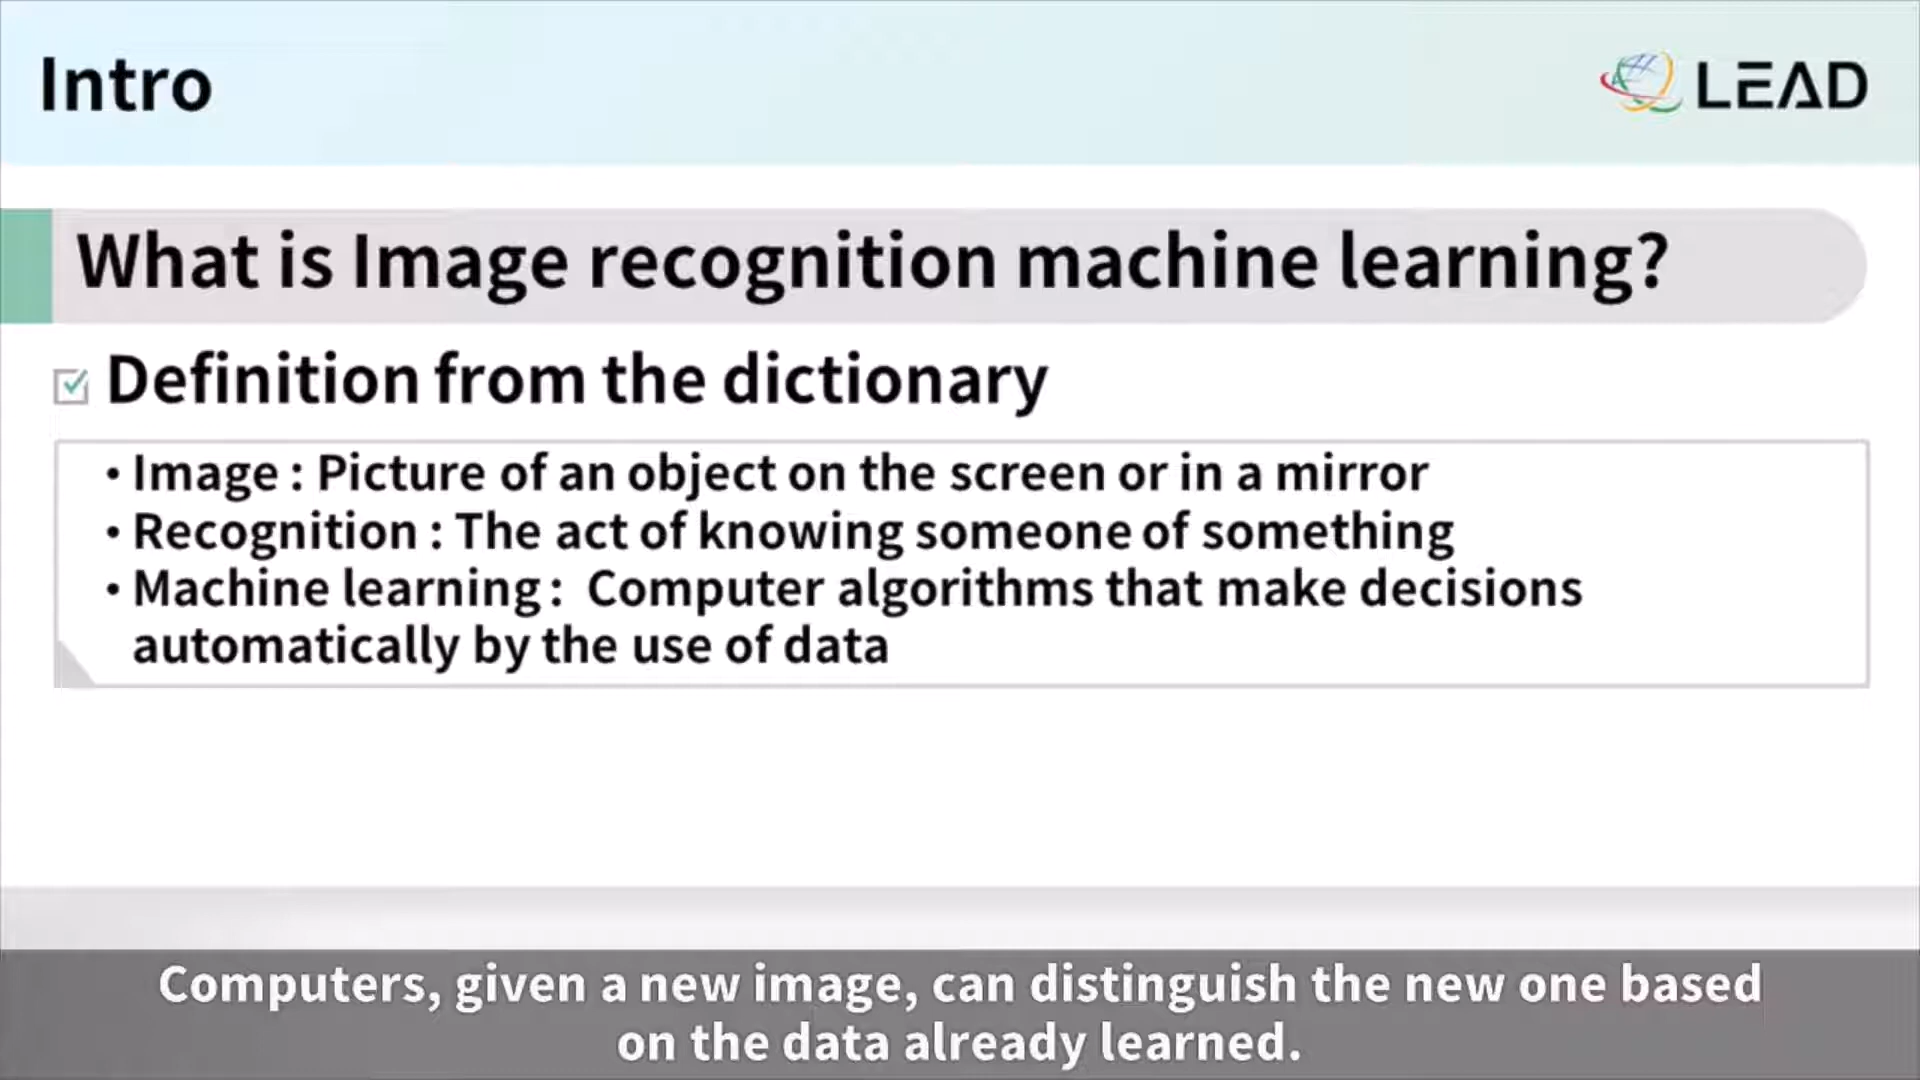 Intro
LEAD
What is Image recognition machine learning?
Definition from the dictionary
• Image : Picture of an object on the screen or in a mirror
• Recognition : The act of knowing someone of something
• Machine learning : Computer algorithms that make decisions
automatically by the use of data
Computers, given a new image, can distinguish the new one based
on the data already learned.